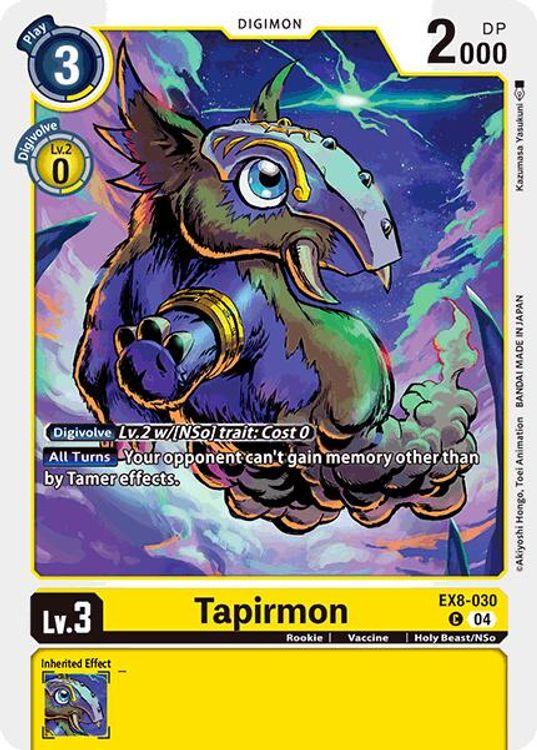 DIGIMON
Play
3
DP
2000
Digivolve
Lv.2
0
Kazumasa Yasukuni
BANDAI MADE IN JAPAN
©Akiyoshi Hongo, Toei Animation
Digivolve Lv.2 w/[NSo] trait: Cost 0
All Turns Your opponent can't gain memory other than
by Tamer effects.
Lv.3
Tapirmon
EX8-030
C 04
Rookie | Vaccine | Holy Beast/NSo
Inherited Effect –